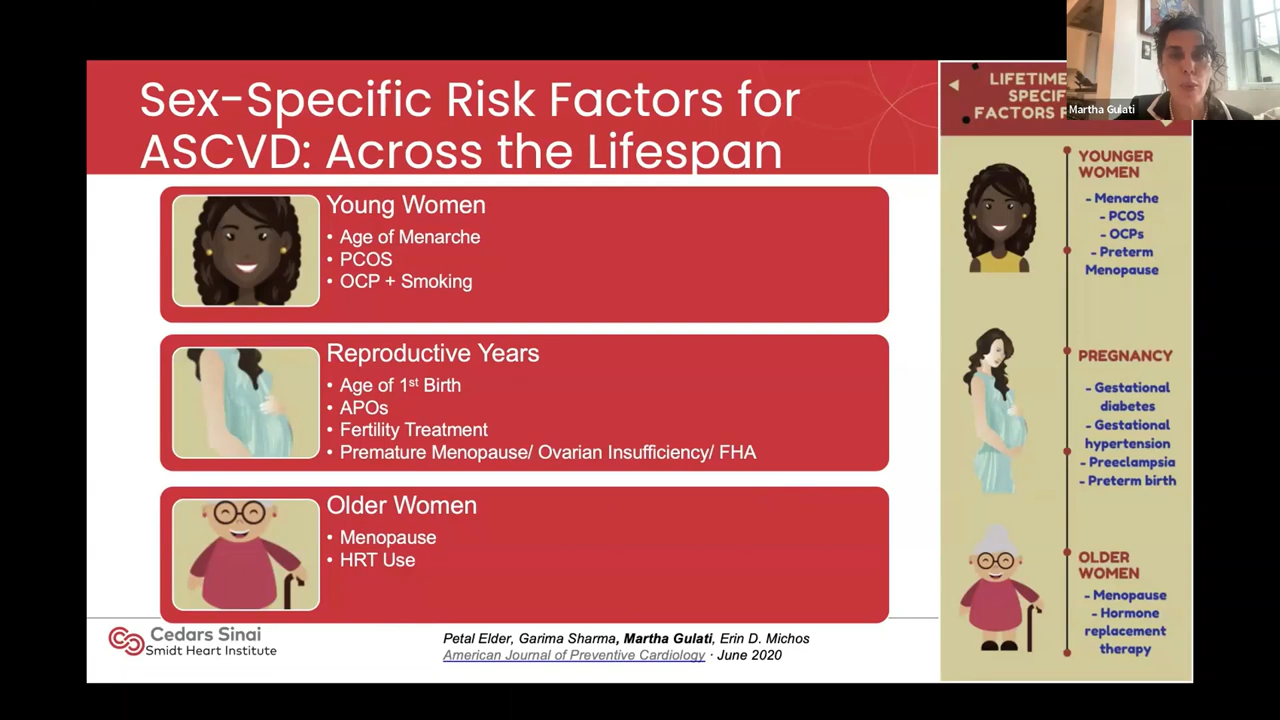 Sex-Specific Risk Factors for
ASCVD: Across the Lifespan
Young Women
• Age of Menarche
• PCOS
• OCP + Smoking
Reproductive Years
• Age of 1st Birth
• APOs
• Fertility Treatment
• Premature Menopause/ Ovarian Insufficiency/ FHA
Older Women
• Menopause
• HRT Use
Cedars Sinai
Smidt Heart Institute
Petal Elder, Garima Sharma, Martha Gulati, Erin D. Michos
American Journal of Preventive Cardiology · June 2020
LIFETIME
FACTORS
Martha Gulati
YOUNGER
WOMEN
- Menarche
- PCOS
- OCPs
- Preterm
Menopause
PREGNANCY
- Gestational
diabetes
- Gestational
hypertension
- Preeclampsia
- Preterm birth
OLDER
WOMEN
- Menopause
- Hormone
replacement
therapy